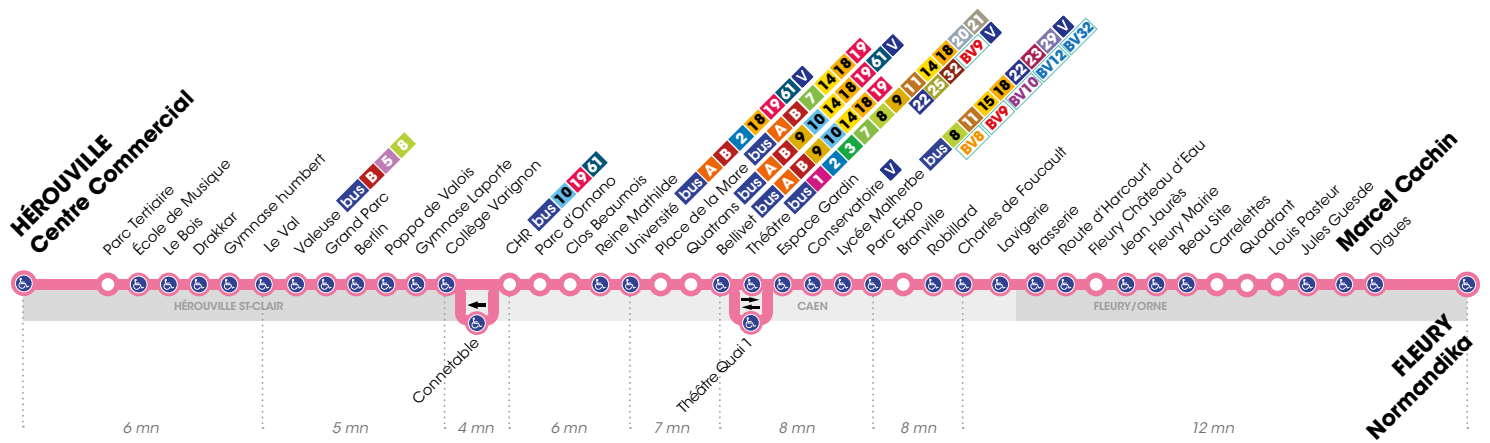 HÉROUVILLE
Centre Commercial
Parc Tertiaire
École de Musique
Le Bois
Drakkar
Gymnase humbert
Le Val
Valeuse bus B 5 8
Grand Parc
Berlin
Poppa de Valois
Gymnase Laporte
Collège Varignon
CHR bus 10 19 61
Parc d'Ornano
Clos Beaumois
Reine Mathilde
Université bus A B 2 18 19 61 V
Place de la Mare bus A B 7 14 18 19
Quatrans bus A B 9 10 14 18 19 61 V
Bellivet bus A B 9 10 14 18 19
Théâtre bus 1 2 3 7 8 9 11 14 18 20 21
22 25 32 BV9 V
Espace Gardin
Conservatoire V
Lycée Malherbe bus 8 11 15 18 22 23 29 V
BV8 BV9 BV10 BV12 BV32
Parc Expo
Branville
Robillard
Charles de Foucault
Lavigerie
Brasserie
Route d'Harcourt
Fleury Château d'Eau
Jean Jaurès
Fleury Mairie
Beau Site
Carrelettes
Quadrant
Louis Pasteur
Jules Guesde
Marcel Cachin
Digues
HÉROUVILLE ST-CLAIR
CAEN
FLEURY/ORNE
Connetable
Théâtre Quai 1
FLEURY
Normandika
6 mn
5 mn
4 mn
6 mn
7 mn
8 mn
8 mn
12 mn